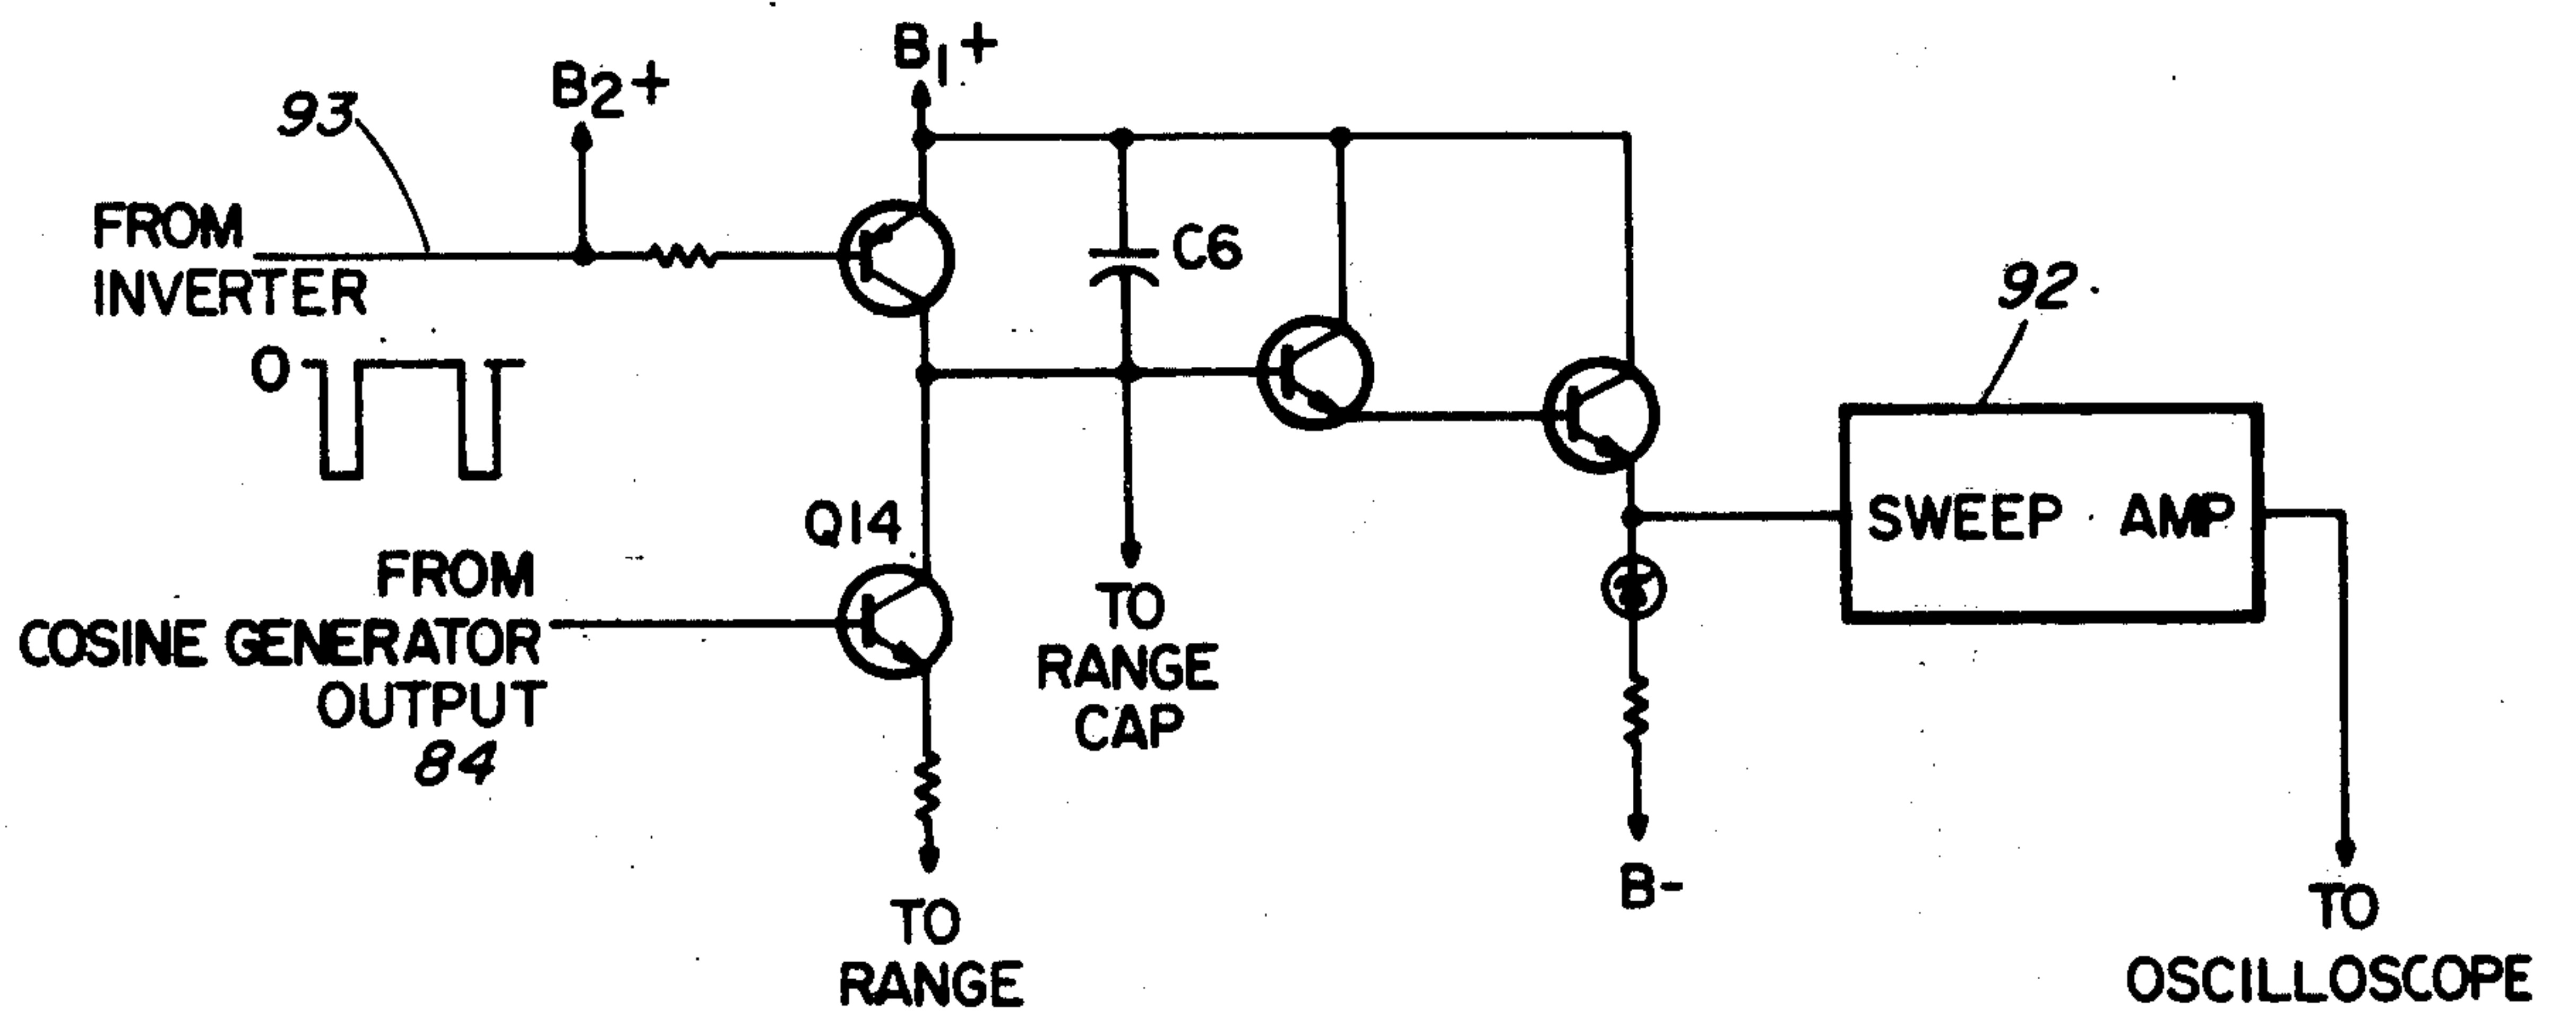 B1+
B2+
93
FROM
INVERTER
C6
92
0
Q14
SWEEP AMP
FROM
COSINE GENERATOR
OUTPUT
84
TO
RANGE
CAP
TO
RANGE
B-
TO
OSCILLOSCOPE